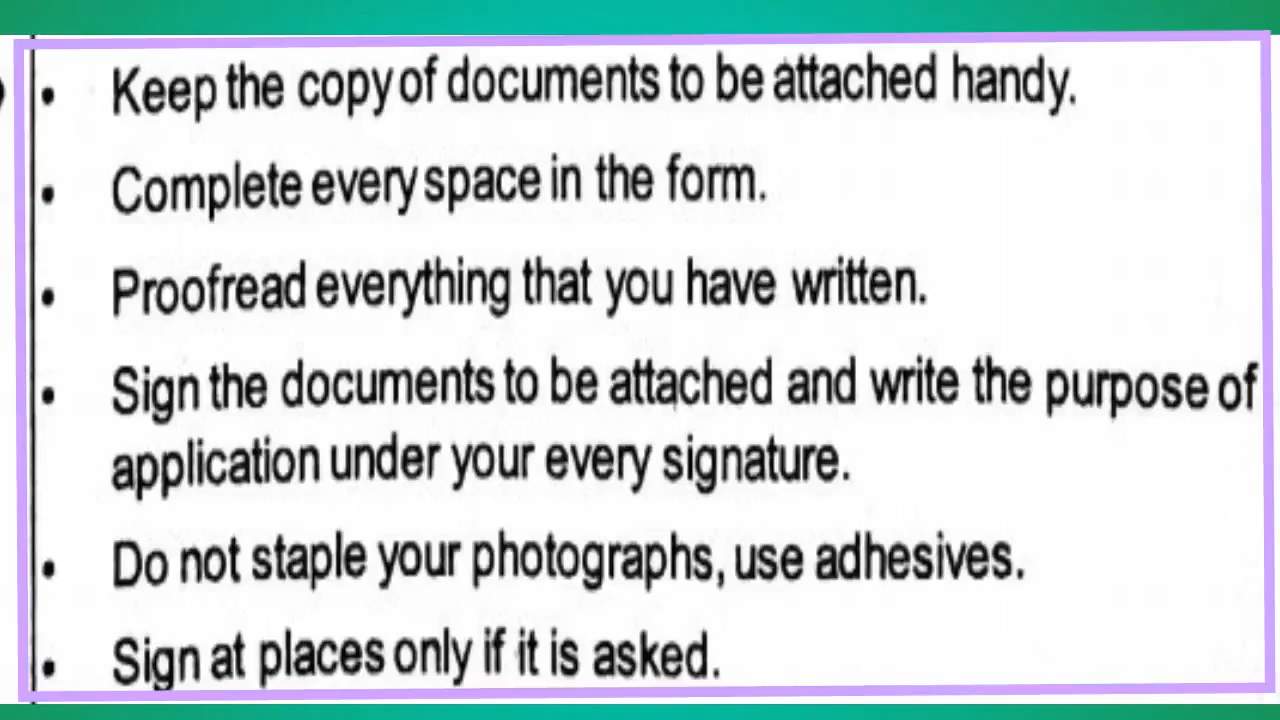 • Keep the copy of documents to be attached handy.
• Complete every space in the form.
• Proofread everything that you have written.
• Sign the documents to be attached and write the purpose of
application under your every signature.
• Do not staple your photographs, use adhesives.
• Sign at places only if it is asked.